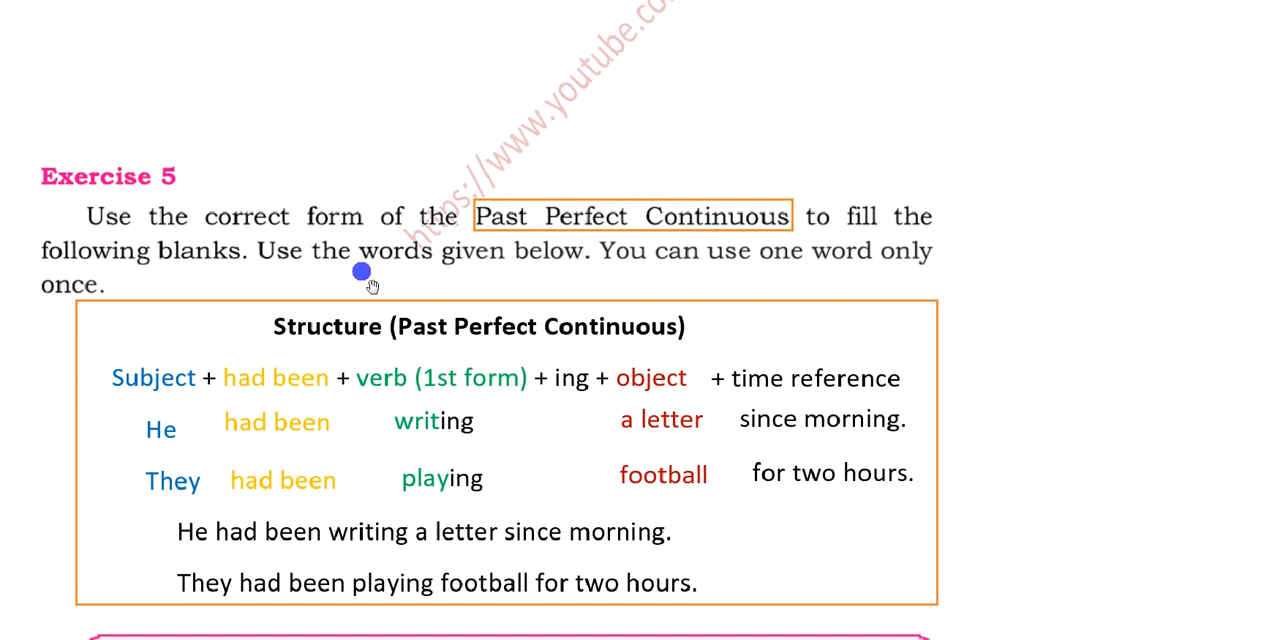 https://www.youtube.co
Exercise 5
Use the correct form of the Past Perfect Continuous to fill the
following blanks. Use the words given below. You can use one word only
once.
Structure (Past Perfect Continuous)
Subject + had been + verb (1st form) + ing + object + time reference
He had been writing a letter since morning.
They had been playing football for two hours.
He had been writing a letter since morning.
They had been playing football for two hours.